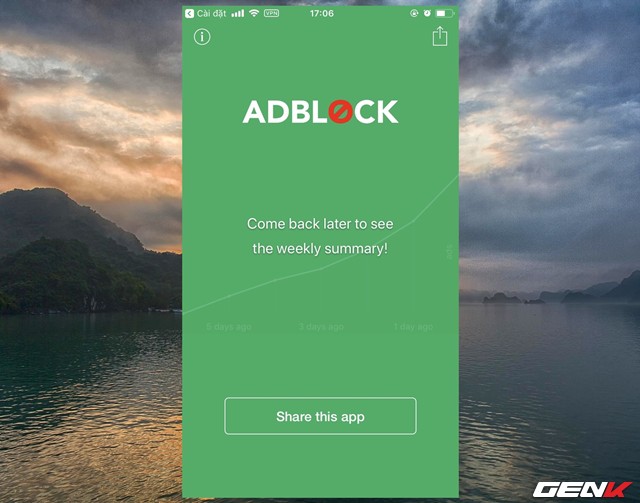 Cài đặt VPN 17:06
ADBLOCK
Come back later to see
the weekly summary!
6 days ago 3 days ago 1 day ago
Share this app
GENK